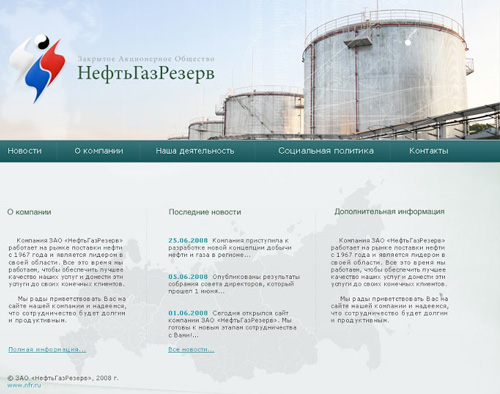 Закрытое Акционерное Общество
НефтьГазРезерв
Новости
О компании
Наша деятельность
Социальная политика
Контакты
О компании
Компания ЗАО «НефтьГазРезерв»
работает на рынке поставки нефти
с 1967 года и является лидером в
своей области. Все это время мы
работаем, чтобы обеспечить лучшее
качество наших услуг и донести эти
услуги до своих конечных клиентов.
Мы рады приветствовать Вас на
сайте нашей компании и надеемся,
что сотрудничество будет долгим
и продуктивным.
Полная информация...
Последние новости
25.06.2008 Компания приступила к
разработке новой концепции добычи
нефти и газа в регионе...
05.06.2008 Опубликованы результаты
собрания совета директоров, который
прошел 1 июня...
01.06.2008 Сегодня открылся сайт
компании ЗАО «НефтьГазРезерв». Мы
готовы к новым этапам сотрудничества
с Вами!...
Все новости...
Дополнительная информация
Компания ЗАО «НефтьГазРезерв»
работает на рынке поставки нефти
с 1967 года и является лидером в
своей области. Все это время мы
работаем, чтобы обеспечить лучшее
качество наших услуг и донести эти
услуги до своих конечных клиентов.
Мы рады приветствовать Вас на
сайте нашей компании и надеемся,
что сотрудничество будет долгим
и продуктивным.
© ЗАО «НефтьГазРезерв», 2008 г.
www.nfr.ru